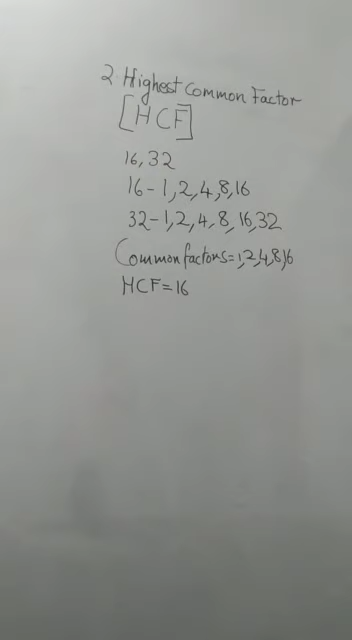 2. Highest Common Factor
[HCF]
16, 32
16 - 1, 2, 4, 8, 16
32 - 1, 2, 4, 8, 16, 32
Common factors = 1, 2, 4, 8, 16
HCF = 16